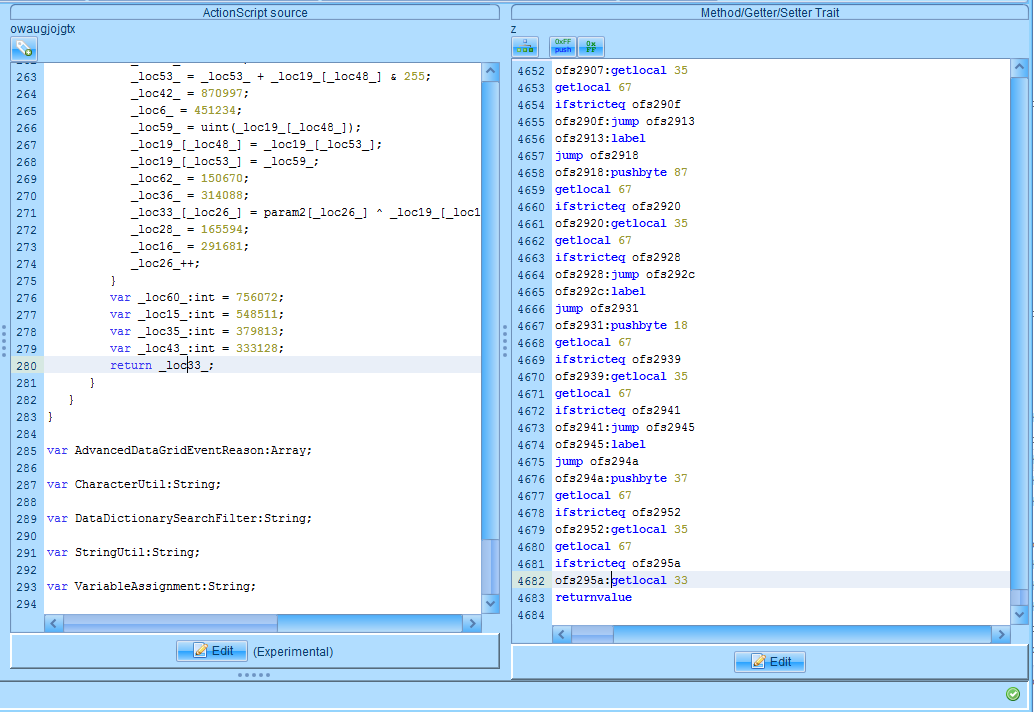 ActionScript source
owaugjojgtx
263 _loc53_ = _loc53_ + _loc19_[_loc48_] & 255;
264 _loc42_ = 870997;
265 _loc6_ = 451234;
266 _loc59_ = uint(_loc19_[_loc48_]);
267 _loc19_[_loc48_] = _loc19_[_loc53_];
268 _loc19_[_loc53_] = _loc59_;
269 _loc62_ = 150670;
270 _loc36_ = 314088;
271 _loc33_[_loc26_] = param2[_loc26_] ^ _loc19_[_loc1
272 _loc28_ = 165594;
273 _loc16_ = 291681;
274 _loc26_++;
275 }
276 var _loc60_:int = 756072;
277 var _loc15_:int = 548511;
278 var _loc35_:int = 379813;
279 var _loc43_:int = 333128;
280 return _loc33_;
281 }
282 }
283 }
284
285 var AdvancedDataGridEventReason:Array;
286
287 var CharacterUtil:String;
288
289 var DataDictionarySearchFilter:String;
290
291 var StringUtil:String;
292
293 var VariableAssignment:String;
294
Edit (Experimental)
Method/Getter/Setter Trait
z
0xFF push 0x FF
4652 ofs2907:getlocal 35
4653 getlocal 67
4654 ifstricteq ofs290f
4655 ofs290f:jump ofs2913
4656 ofs2913:label
4657 jump ofs2918
4658 ofs2918:pushbyte 87
4659 getlocal 67
4660 ifstricteq ofs2920
4661 ofs2920:getlocal 35
4662 getlocal 67
4663 ifstricteq ofs2928
4664 ofs2928:jump ofs292c
4665 ofs292c:label
4666 jump ofs2931
4667 ofs2931:pushbyte 18
4668 getlocal 67
4669 ifstricteq ofs2939
4670 ofs2939:getlocal 35
4671 getlocal 67
4672 ifstricteq ofs2941
4673 ofs2941:jump ofs2945
4674 ofs2945:label
4675 jump ofs294a
4676 ofs294a:pushbyte 37
4677 getlocal 67
4678 ifstricteq ofs2952
4679 ofs2952:getlocal 35
4680 getlocal 67
4681 ifstricteq ofs295a
4682 ofs295a:getlocal 33
4683 returnvalue
4684
Edit